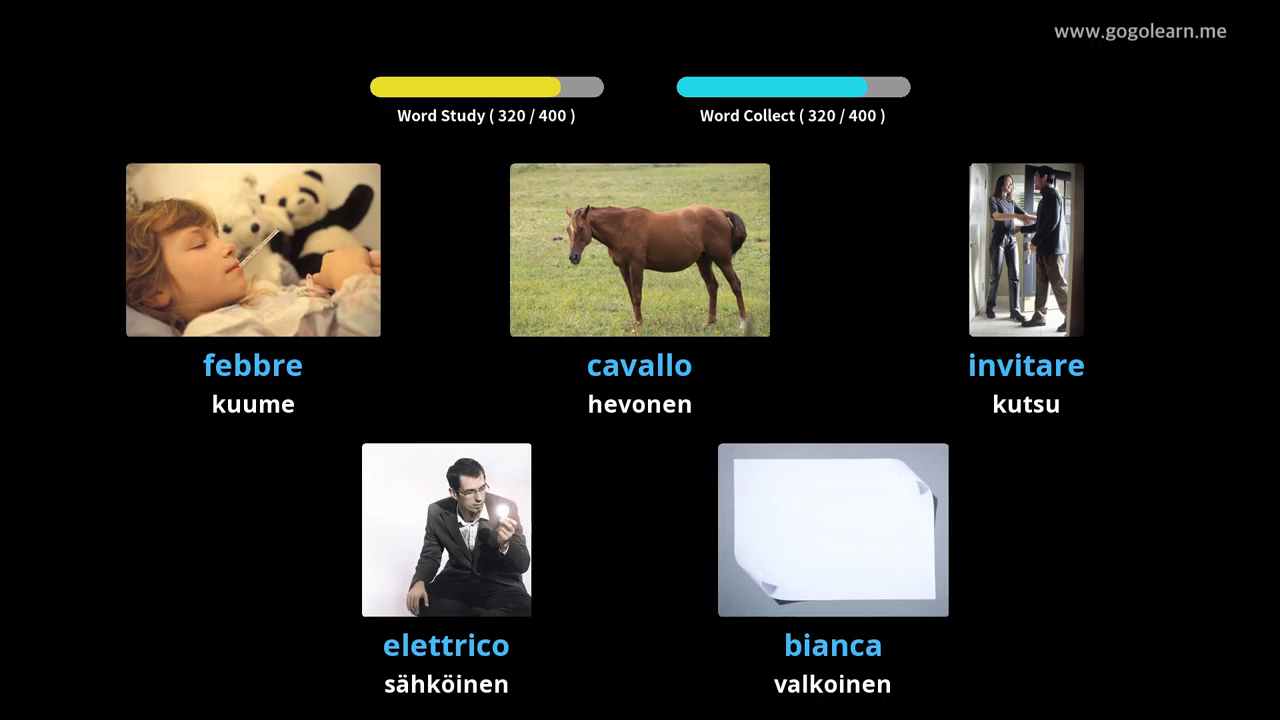 www.gogolearn.me
Word Study ( 320 / 400 )
Word Collect ( 320 / 400 )
febbre
kuume
cavallo
hevonen
invitare
kutsu
elettrico
sähköinen
bianca
valkoinen